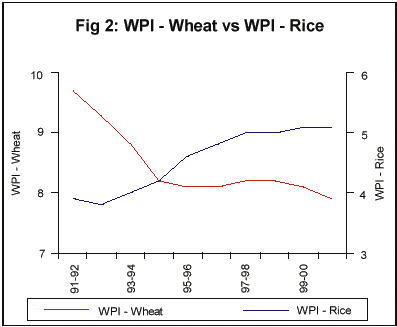 Fig 2: WPI - Wheat vs WPI - Rice
10
9
8
7
WPI - Wheat
6
5
4
3
WPI - Rice
91-92
93-94
95-96
97-98
99-00
WPI - Wheat
WPI - Rice